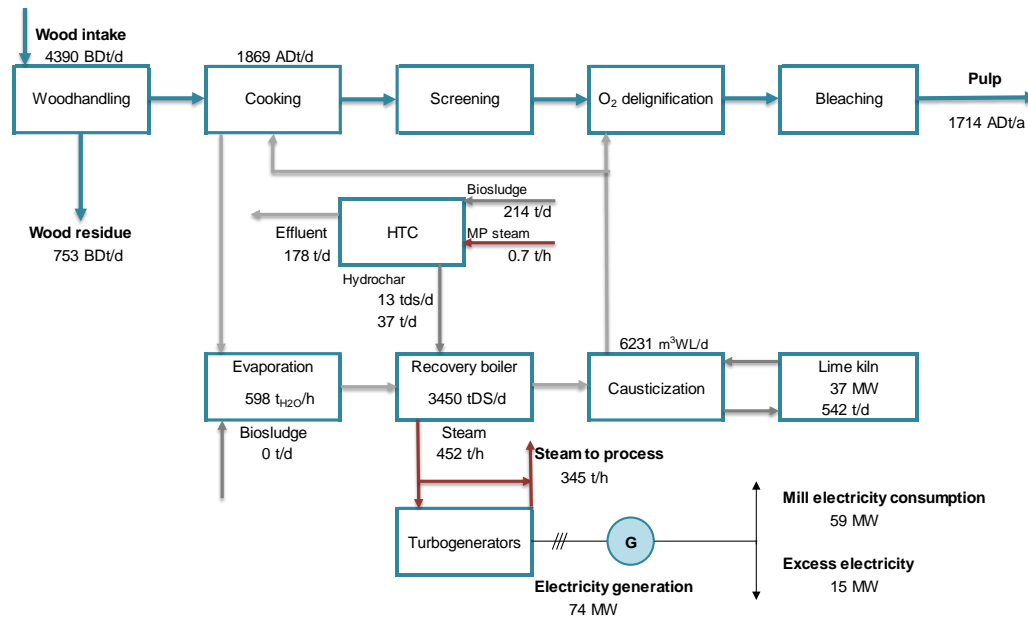 Wood intake
4390 BDt/d
Woodhandling
1869 ADt/d
Cooking
Screening
O₂ delignification
Bleaching
Pulp
1714 ADt/a
Wood residue
753 BDt/d
Biosludge
214 t/d
HTC
MP steam
0.7 t/h
Effluent
178 t/d
Hydrochar
13 tds/d
37 t/d
Evaporation
598 t_H2O/h
Biosludge
0 t/d
Recovery boiler
3450 tDS/d
6231 m³WL/d
Causticization
Lime kiln
37 MW
542 t/d
Steam
452 t/h
Steam to process
345 t/h
Turbogenerators
G
Electricity generation
74 MW
Mill electricity consumption
59 MW
Excess electricity
15 MW